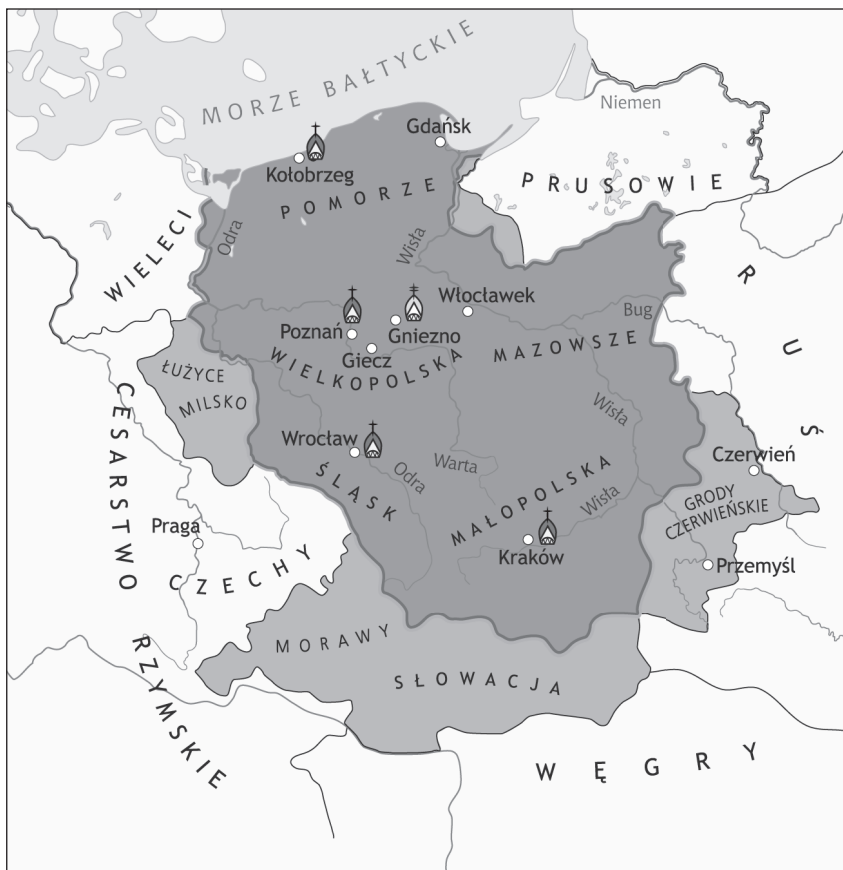 MORZE BAŁTYCKIE
Niemen
Gdańsk
Kołobrzeg
PRUSOWIE
POMORZE
WIELECI
Odra
Wisła
RUŚ
Włocławek
Bug
Poznań
Gniezno
Giecz
WIELKOPOLSKA
MAZOWSZE
ŁUŻYCE
MILSKO
CESARSTWO RZYMSKIE
Wisła
Wrocław
Odra
Warta
ŚLĄSK
MAŁOPOLSKA
Wisła
Czerwień
GRODY
CZERWIEŃSKIE
Praga
Kraków
Przemyśl
CZECHY
MORAWY
SŁOWACJA
WĘGRY